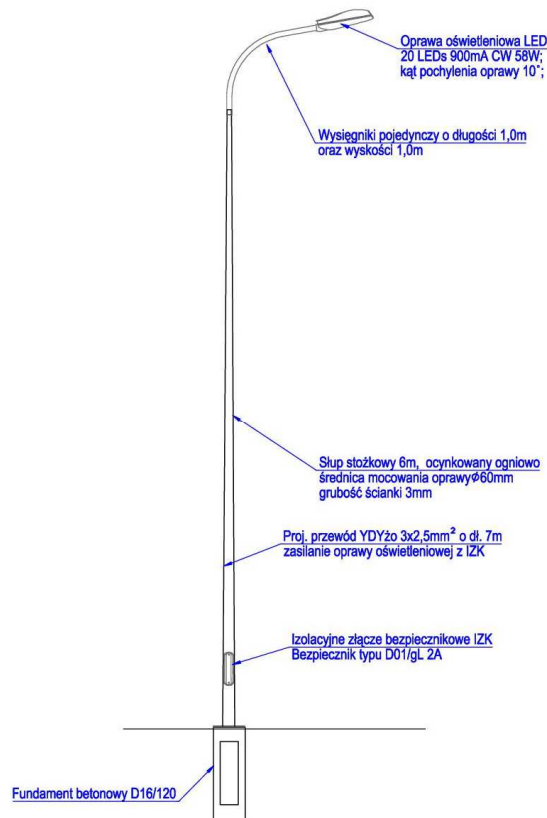 Oprawa oświetleniowa LED
20 LEDs 900mA CW 58W;
kąt pochylenia oprawy 10°;
Wysięgniki pojedynczy o długości 1,0m
oraz wyskości 1,0m
Słup stożkowy 6m, ocynkowany ogniowo
średnica mocowania oprawyφ60mm
grubość ścianki 3mm
Proj. przewód YDYżo 3x2,5mm² o dł. 7m
zasilanie oprawy oświetleniowej z IZK
Izolacyjne złącze bezpiecznikowe IZK
Bezpiecznik typu D01/gL 2A
Fundament betonowy D16/120